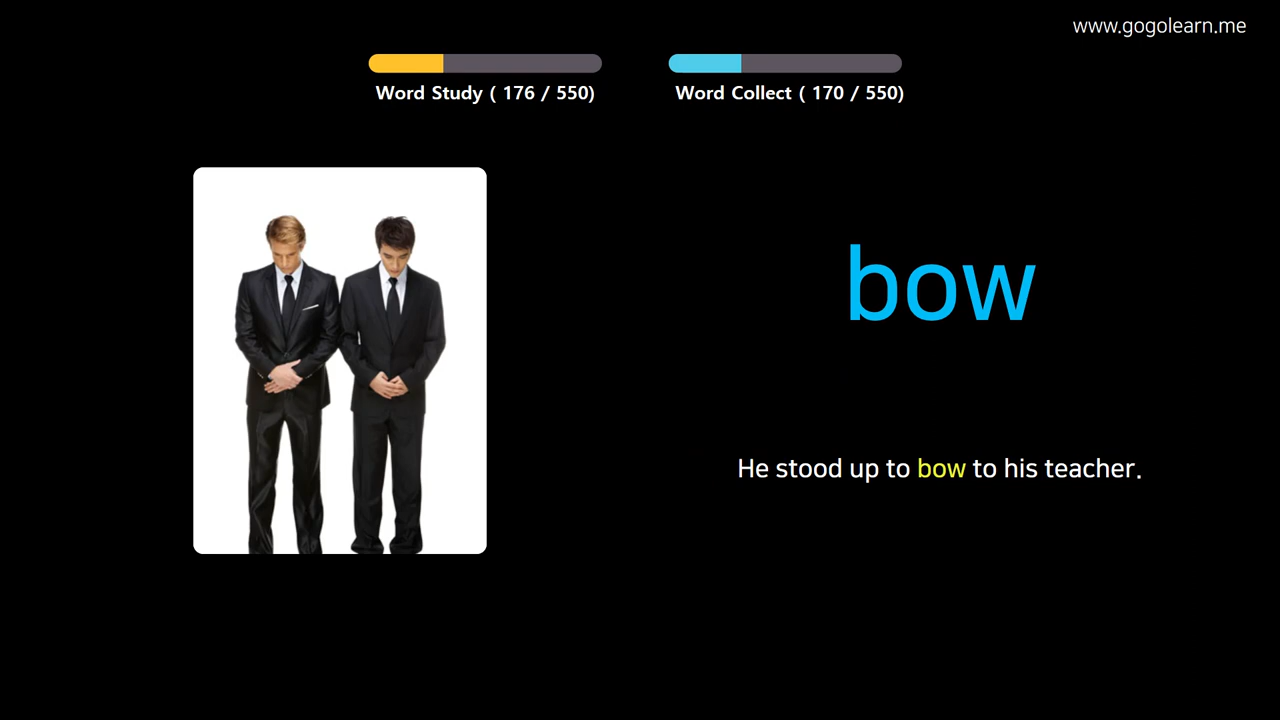 www.gogolearn.me
Word Study ( 176 / 550)
Word Collect ( 170 / 550)
bow
He stood up to bow to his teacher.